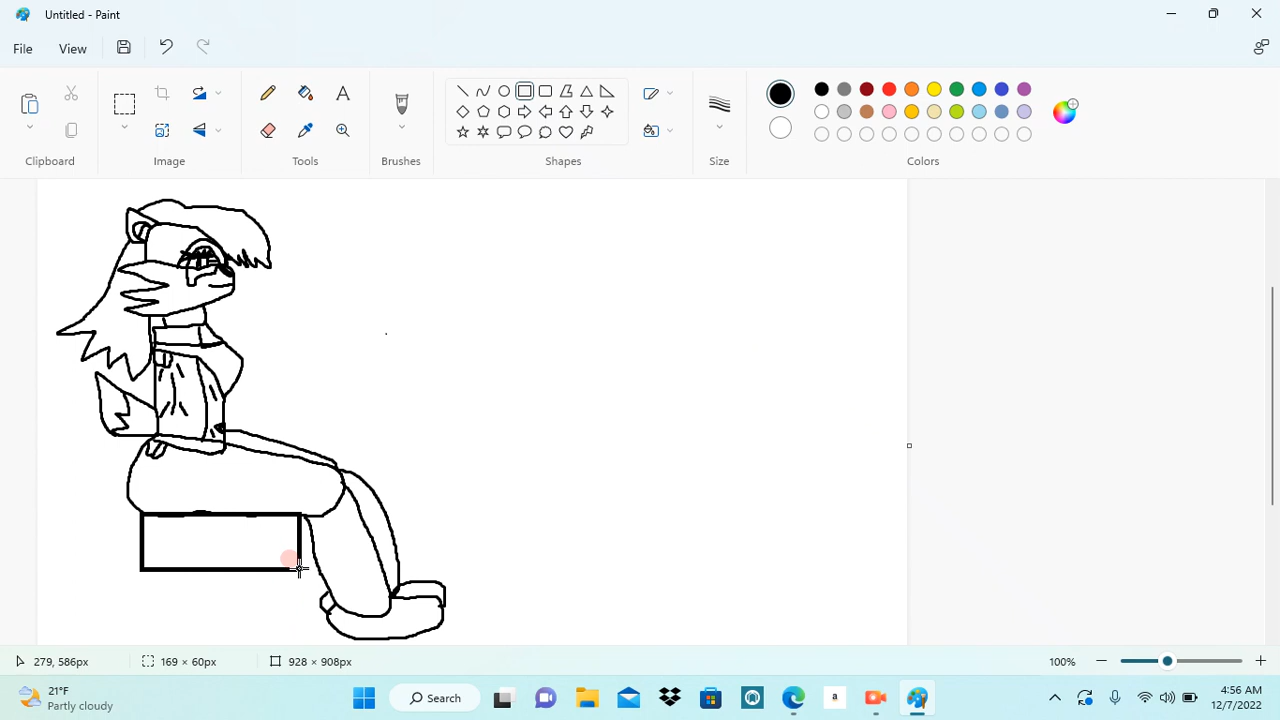 Untitled - Paint
File View
Clipboard Image Tools Brushes Shapes Size Colors
279, 586px 169 × 60px 928 × 908px 100%
21°F
Partly cloudy
Search
a
4:56 AM
12/7/2022